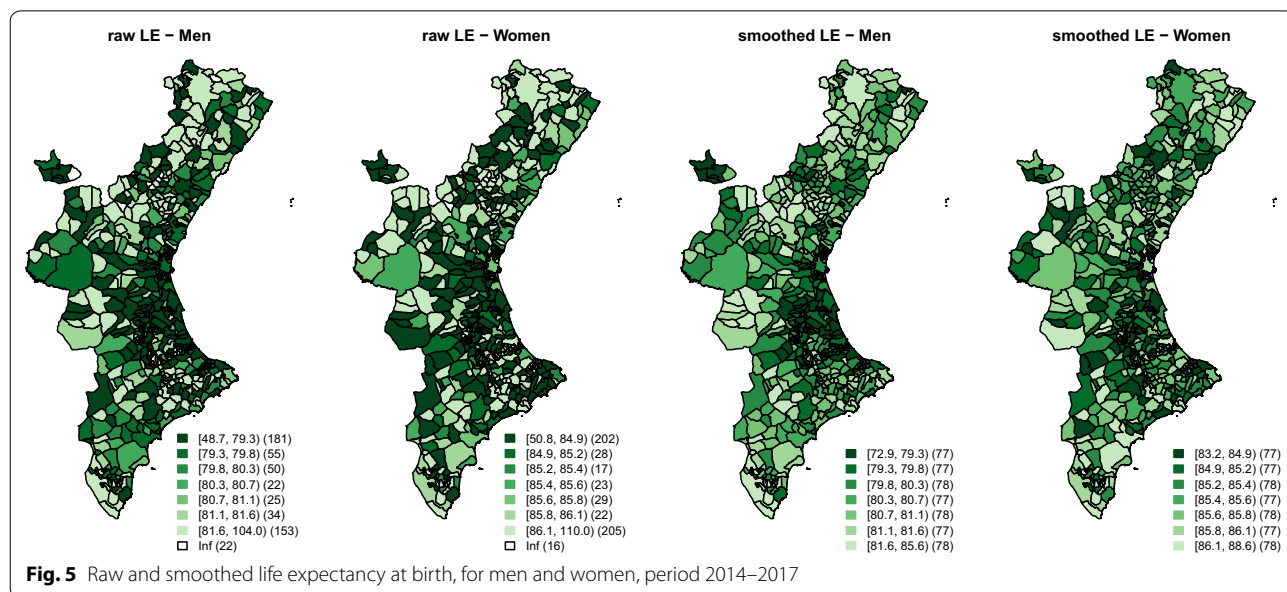 raw LE − Men
raw LE − Women
smoothed LE − Men
smoothed LE − Women
[48.7, 79.3) (181)
[79.3, 79.8) (55)
[79.8, 80.3) (50)
[80.3, 80.7) (22)
[80.7, 81.1) (25)
[81.1, 81.6) (34)
[81.6, 104.0) (153)
Inf (22)
[50.8, 84.9) (202)
[84.9, 85.2) (28)
[85.2, 85.4) (17)
[85.4, 85.6) (23)
[85.6, 85.8) (29)
[85.8, 86.1) (22)
[86.1, 110.0) (205)
Inf (16)
[72.9, 79.3) (77)
[79.3, 79.8) (77)
[79.8, 80.3) (78)
[80.3, 80.7) (77)
[80.7, 81.1) (78)
[81.1, 81.6) (77)
[81.6, 85.6) (78)
[83.2, 84.9) (77)
[84.9, 85.2) (77)
[85.2, 85.4) (78)
[85.4, 85.6) (77)
[85.6, 85.8) (78)
[85.8, 86.1) (77)
[86.1, 88.6) (78)
Fig. 5 Raw and smoothed life expectancy at birth, for men and women, period 2014–2017